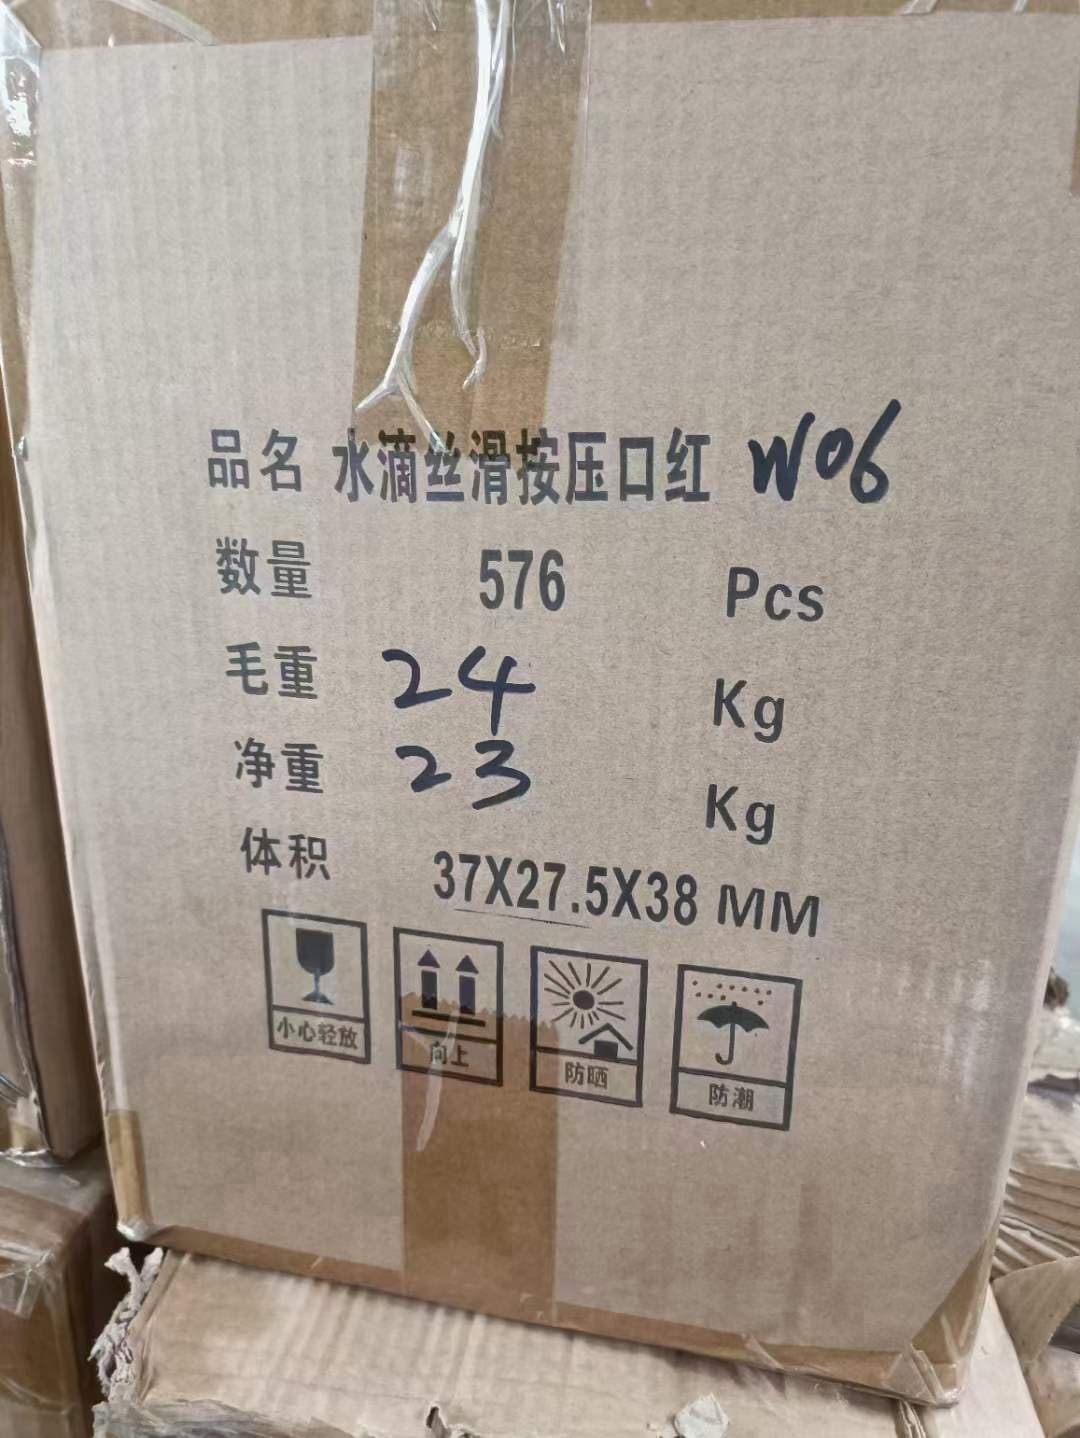 品名 水滴丝滑按压口红 W06
数量 576 Pcs
毛重 24 Kg
净重 23 Kg
体积 37X27.5X38 MM
小心轻放 向上 防晒 防潮